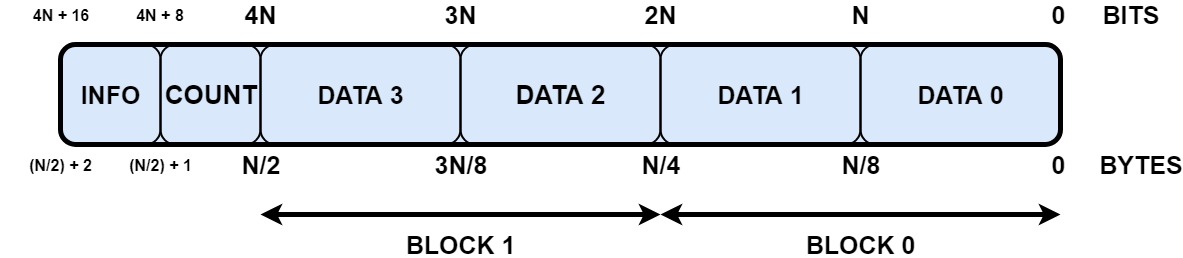 4N + 16 4N + 8 4N 3N 2N N 0 BITS
INFO COUNT DATA 3 DATA 2 DATA 1 DATA 0
(N/2) + 2 (N/2) + 1 N/2 3N/8 N/4 N/8 0 BYTES
BLOCK 1 BLOCK 0